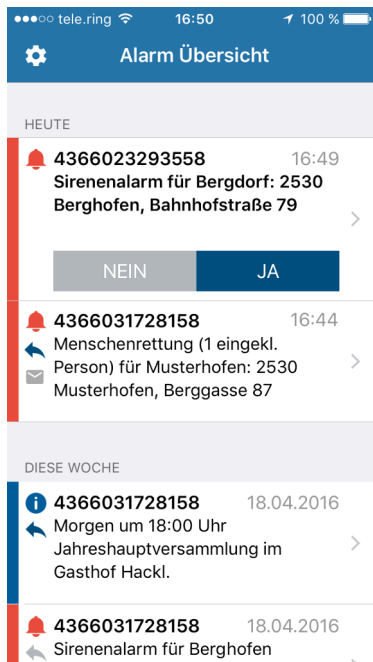 tele.ring 16:50 100 %
Alarm Übersicht
HEUTE
4366023293558 16:49
Sirenenalarm für Bergdorf: 2530
Berghofen, Bahnhofstraße 79
NEIN JA
4366031728158 16:44
Menschenrettung (1 eingekl.
Person) für Musterhofen: 2530
Musterhofen, Berggasse 87
DIESE WOCHE
4366031728158 18.04.2016
Morgen um 18:00 Uhr
Jahreshauptversammlung im
Gasthof Hackl.
4366031728158 18.04.2016
Sirenenalarm für Berghofen